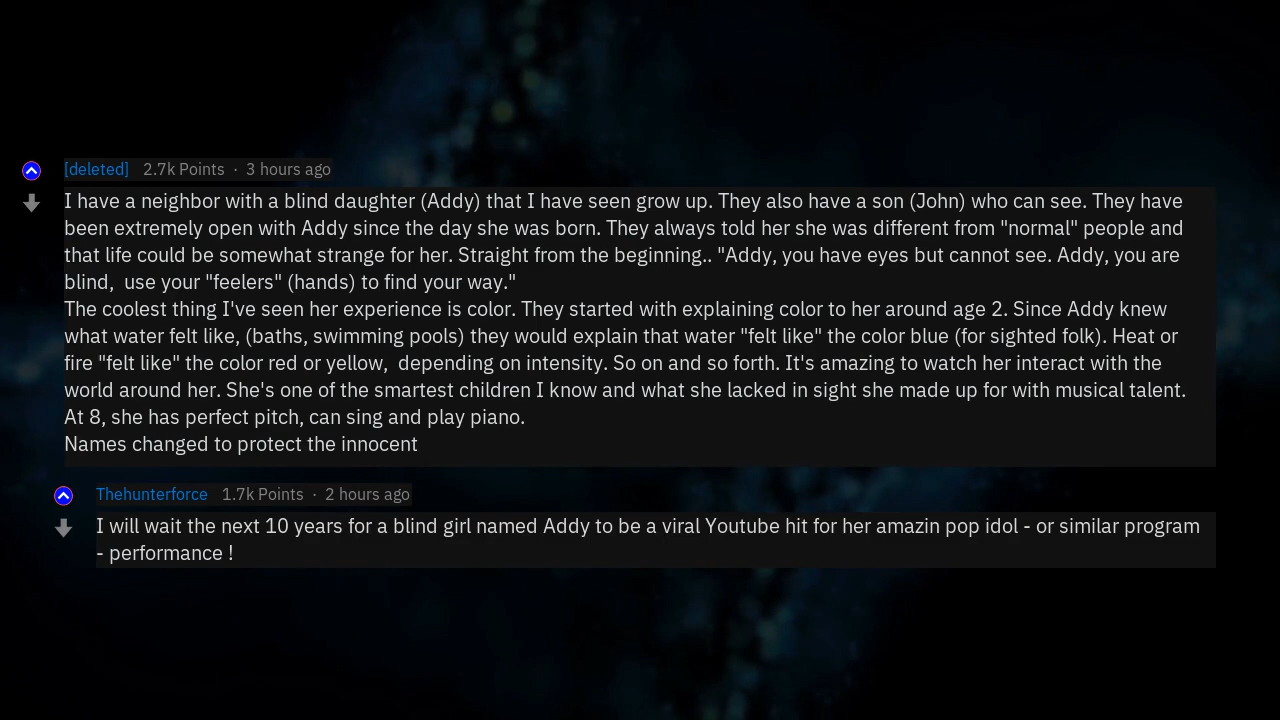 [deleted] 2.7k Points · 3 hours ago
I have a neighbor with a blind daughter (Addy) that I have seen grow up. They also have a son (John) who can see. They have
been extremely open with Addy since the day she was born. They always told her she was different from "normal" people and
that life could be somewhat strange for her. Straight from the beginning.. "Addy, you have eyes but cannot see. Addy, you are
blind,  use your "feelers" (hands) to find your way."
The coolest thing I've seen her experience is color. They started with explaining color to her around age 2. Since Addy knew
what water felt like, (baths, swimming pools) they would explain that water "felt like" the color blue (for sighted folk). Heat or
fire "felt like" the color red or yellow,  depending on intensity. So on and so forth. It's amazing to watch her interact with the
world around her. She's one of the smartest children I know and what she lacked in sight she made up for with musical talent.
At 8, she has perfect pitch, can sing and play piano.
Names changed to protect the innocent
Thehunterforce 1.7k Points · 2 hours ago
I will wait the next 10 years for a blind girl named Addy to be a viral Youtube hit for her amazin pop idol - or similar program
- performance !